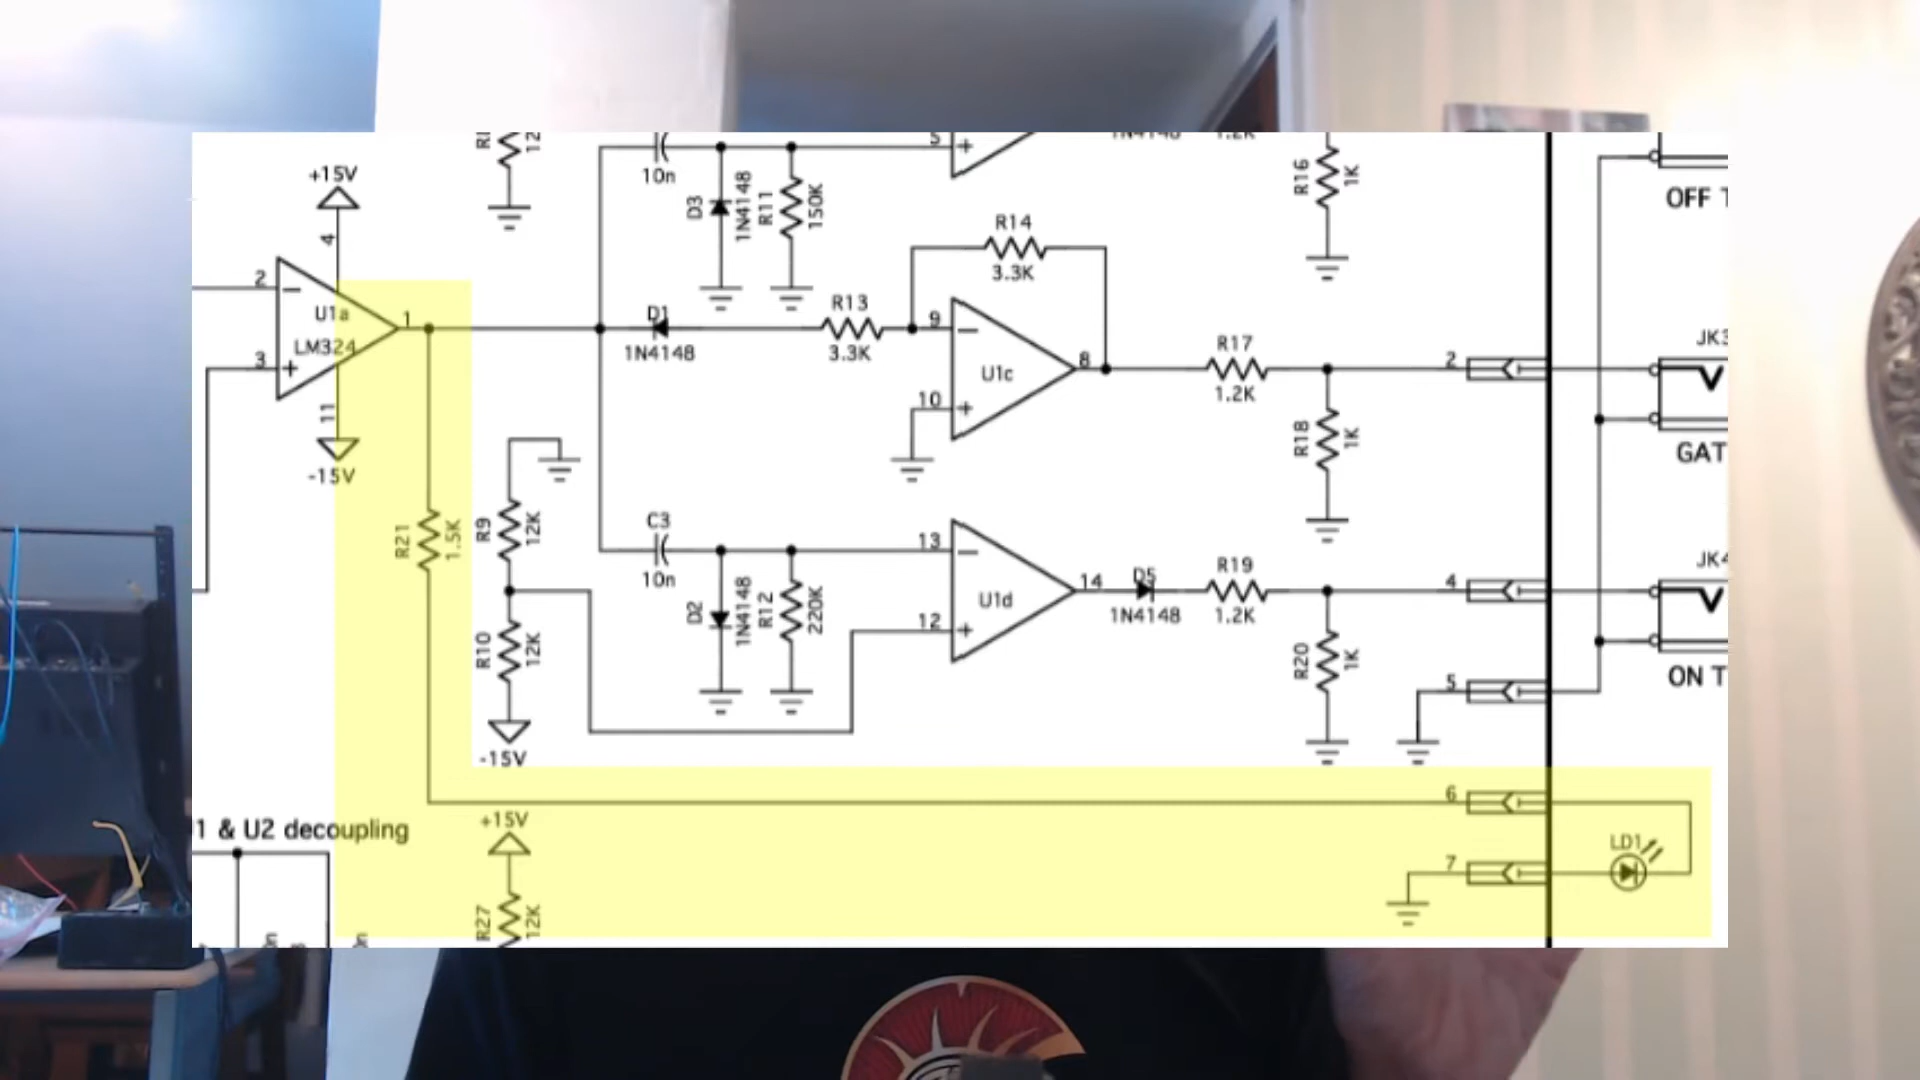 +15V
4
2
U1a
LM324
1
3
11
-15V
10n
D3
1N4148
R11
150K
R16
1K
OFF
R14
3.3K
D1
1N4148
R13
3.3K
9
U1c
8
10
R17
1.2K
R18
1K
2
JK3
GAT
R21
1.5K
R9
12K
R10
12K
-15V
C3
10n
D2
1N4148
R12
220K
13
U1d
14
12
D5
1N4148
R19
1.2K
R20
1K
4
JK4
5
ON T
6
7
LD1
1 & U2 decoupling
+15V
R27
12K